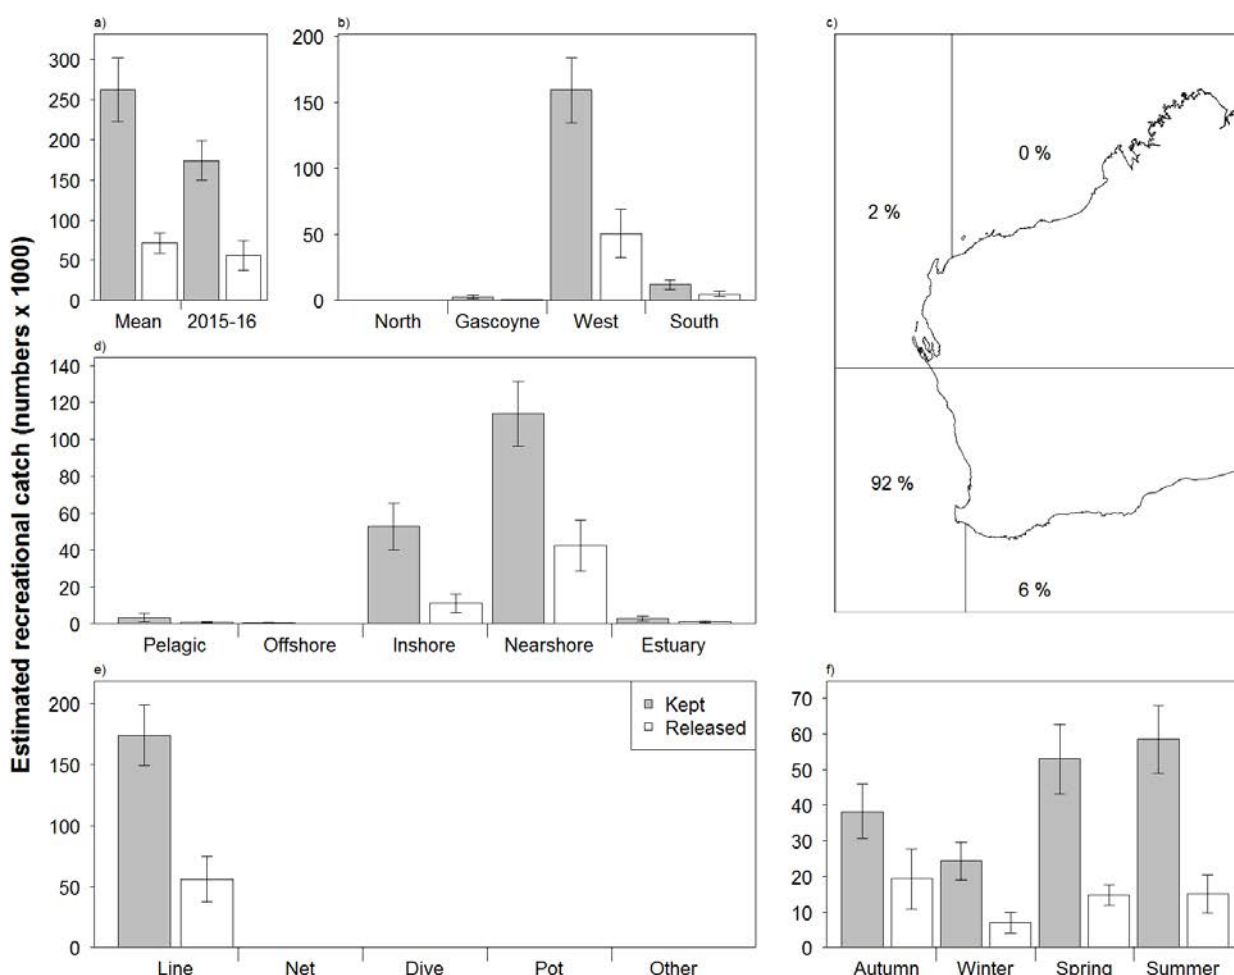 Estimated recreational catch (numbers x 1000)
a)
300
250
200
150
100
50
0
Mean 2015-16
b)
200
150
100
50
0
North Gascoyne West South
c)
0 %
2 %
92 %
6 %
d)
140
120
100
80
60
40
20
0
Pelagic Offshore Inshore Nearshore Estuary
e)
200
150
100
50
0
Kept
Released
Line Net Dive Pot Other
f)
70
60
50
40
30
20
10
0
Autumn Winter Spring Summer